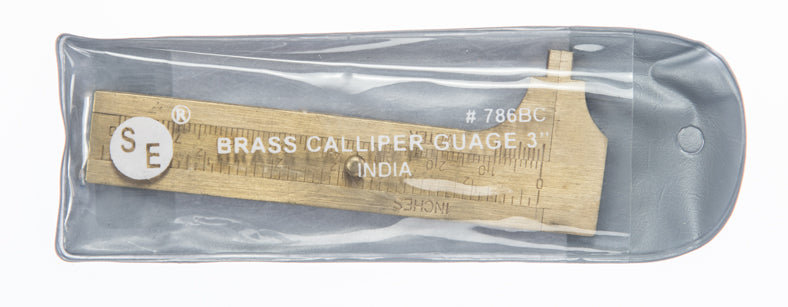 # 786BC
S E ®
BRASS CALLIPER GUAGE 3"
INDIA
INCHES